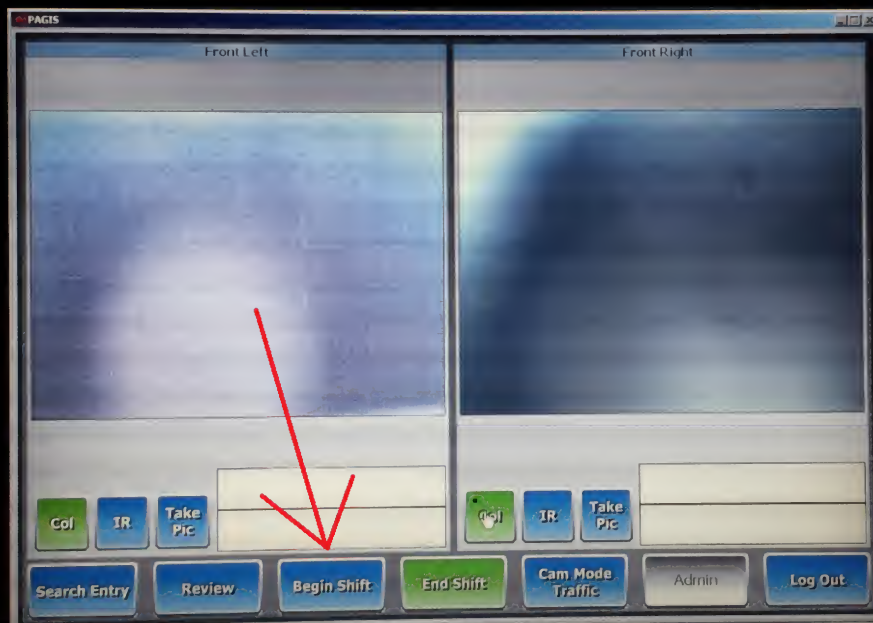 PAGIS
Front Left
Front Right
Col
IR
Take
Pic
Col
IR
Take
Pic
Search Entry
Review
Begin Shift
End Shift
Cam Mode
Traffic
Admin
Log Out